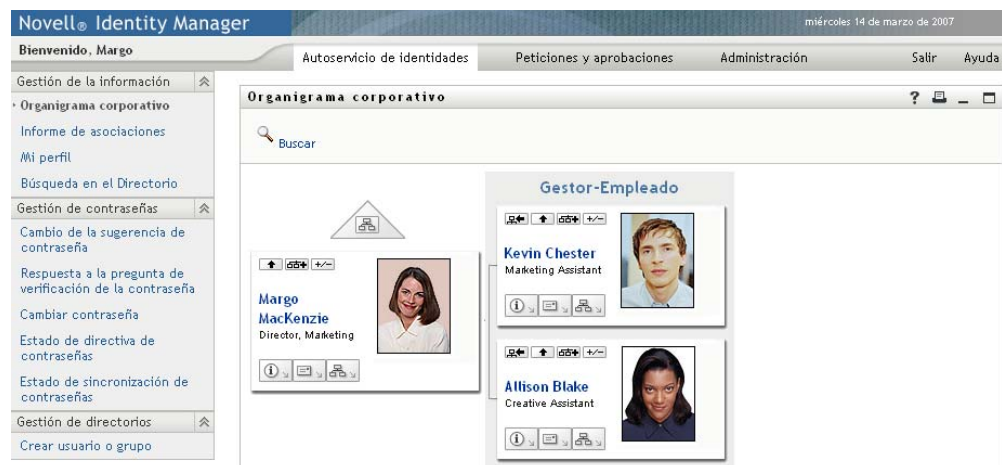 Novell® Identity Manager
miércoles 14 de marzo de 2007
Bienvenido, Margo
Autoservicio de identidades
Peticiones y aprobaciones
Administración
Salir
Ayuda
Gestión de la información
Organigrama corporativo
Informe de asociaciones
Mi perfil
Búsqueda en el Directorio
Gestión de contraseñas
Cambio de la sugerencia de
contraseña
Respuesta a la pregunta de
verificación de la contraseña
Cambiar contraseña
Estado de directiva de
contraseñas
Estado de sincronización de
contraseñas
Gestión de directorios
Crear usuario o grupo
Organigrama corporativo
?
Buscar
Margo
MacKenzie
Director, Marketing
Gestor-Empleado
Kevin Chester
Marketing Assistant
Allison Blake
Creative Assistant